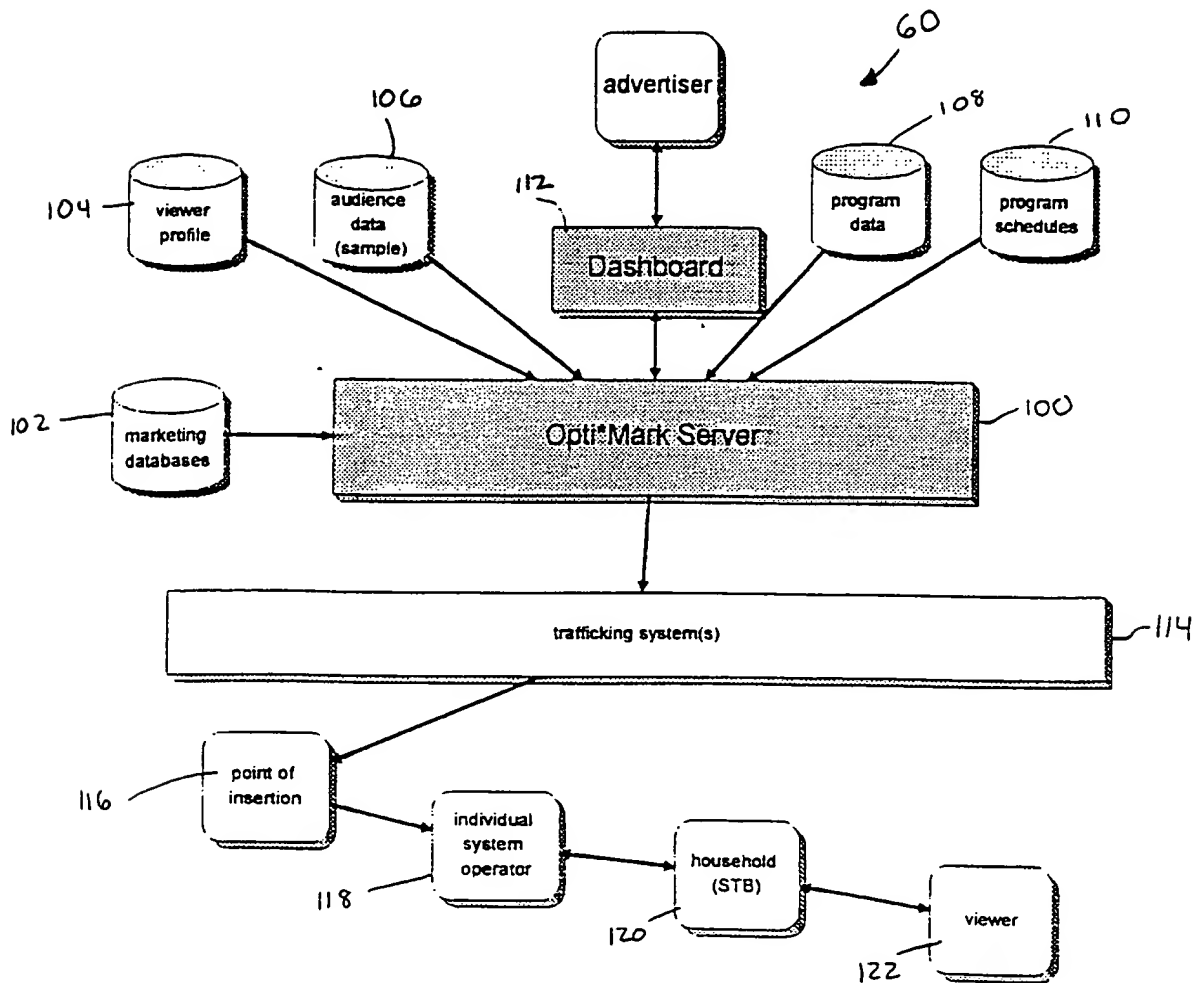 60
advertiser
106
108
110
104
viewer
profile
audience
data
(sample)
112
Dashboard
program
data
program
schedules
102
marketing
databases
Opti*Mark Server
100
trafficking system(s)
114
116
point of
insertion
118
individual
system
operator
120
household
(STB)
122
viewer